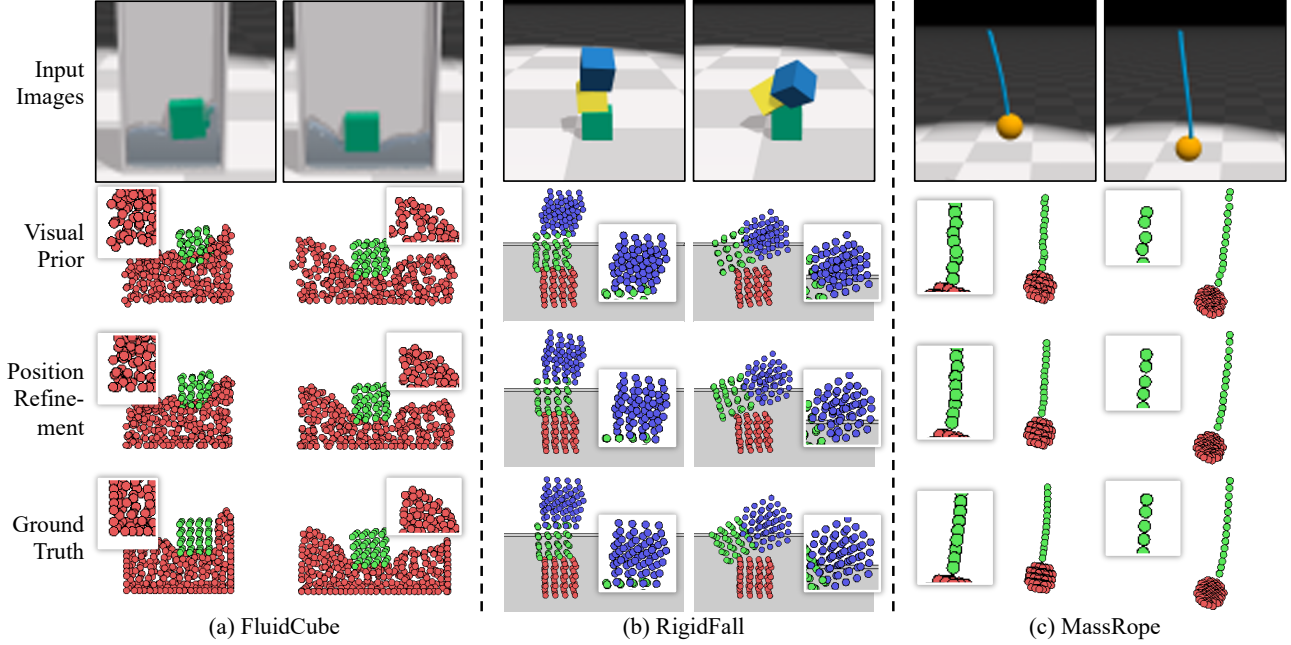 Input
Images
Visual
Prior
Position
Refine-
ment
Ground
Truth
(a) FluidCube
(b) RigidFall
(c) MassRope